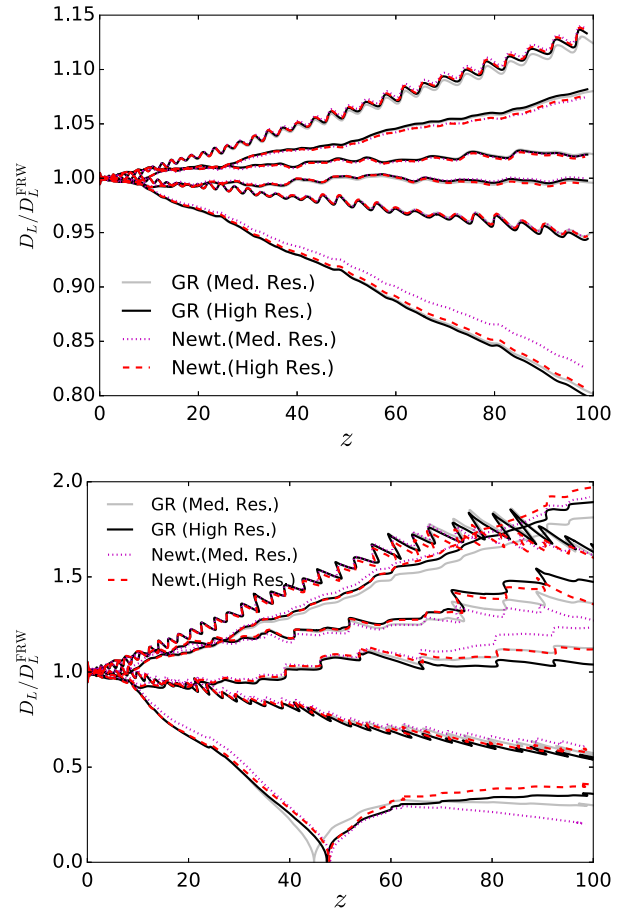 1.15
1.10
1.05
1.00
0.95
0.90
0.85
0.80
D_L/D_L^FRW
GR (Med. Res.)
GR (High Res.)
Newt.(Med. Res.)
Newt.(High Res.)
0 20 40 60 80 100
z
2.0
1.5
1.0
0.5
0.0
D_L/D_L^FRW
GR (Med. Res.)
GR (High Res.)
Newt.(Med. Res.)
Newt.(High Res.)
0 20 40 60 80 100
z